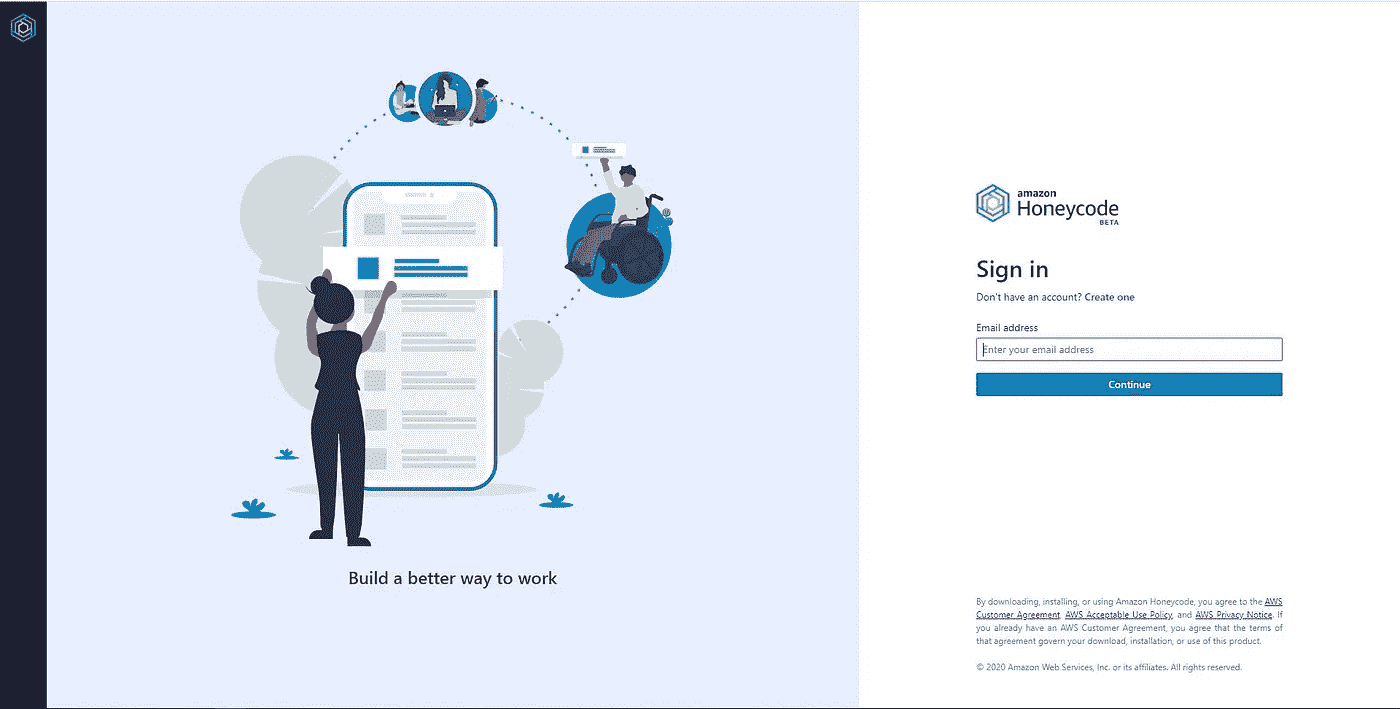 amazon
Honeycode
BETA
Sign in
Don't have an account? Create one
Email address
Enter your email address
Continue
Build a better way to work
By downloading, installing, or using Amazon Honeycode, you agree to the AWS
Customer Agreement, AWS Acceptable Use Policy, and AWS Privacy Notice. If
you already have an AWS Customer Agreement, you agree that the terms of
that agreement govern your download, installation, or use of this product.
© 2020 Amazon Web Services, Inc. or its affiliates. All rights reserved.